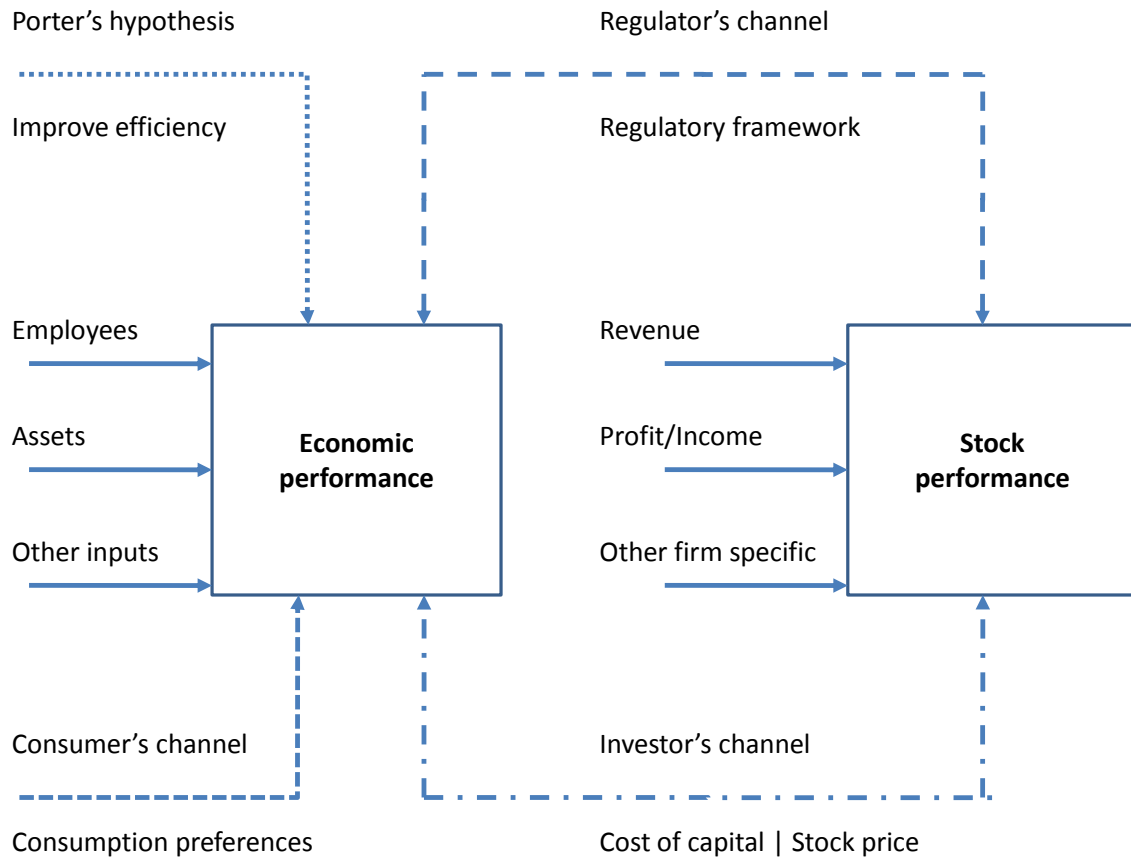 Porter’s hypothesis
Regulator’s channel
Improve efficiency
Regulatory framework
Employees
Revenue
Assets
Economic
performance
Profit/Income
Stock
performance
Other inputs
Other firm specific
Consumer’s channel
Investor’s channel
Consumption preferences
Cost of capital | Stock price